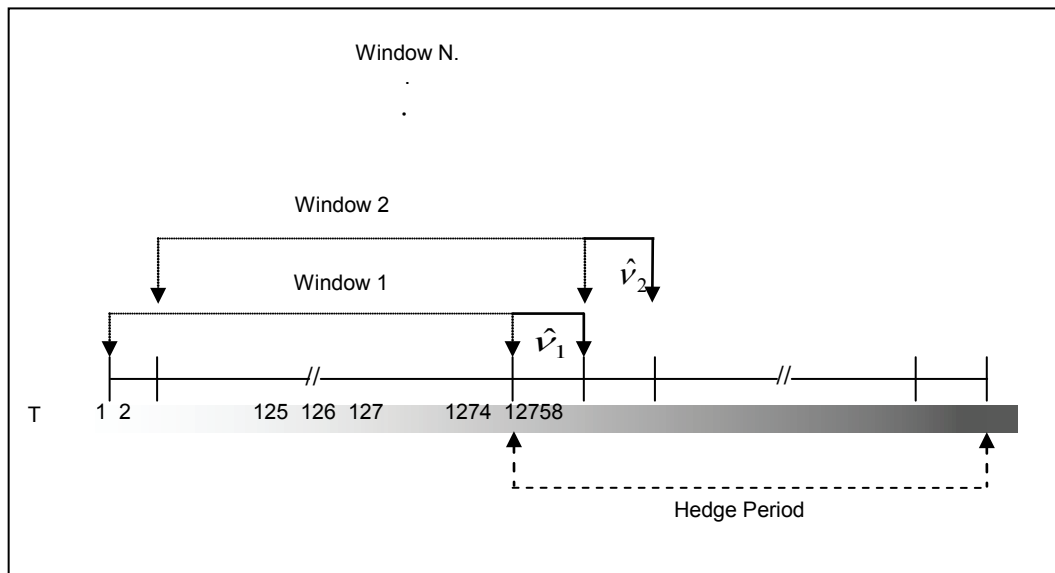 Window N.
.
.
Window 2
ν̂₂
Window 1
ν̂₁
// //
T 1 2 125 126 127 1274 12758
Hedge Period